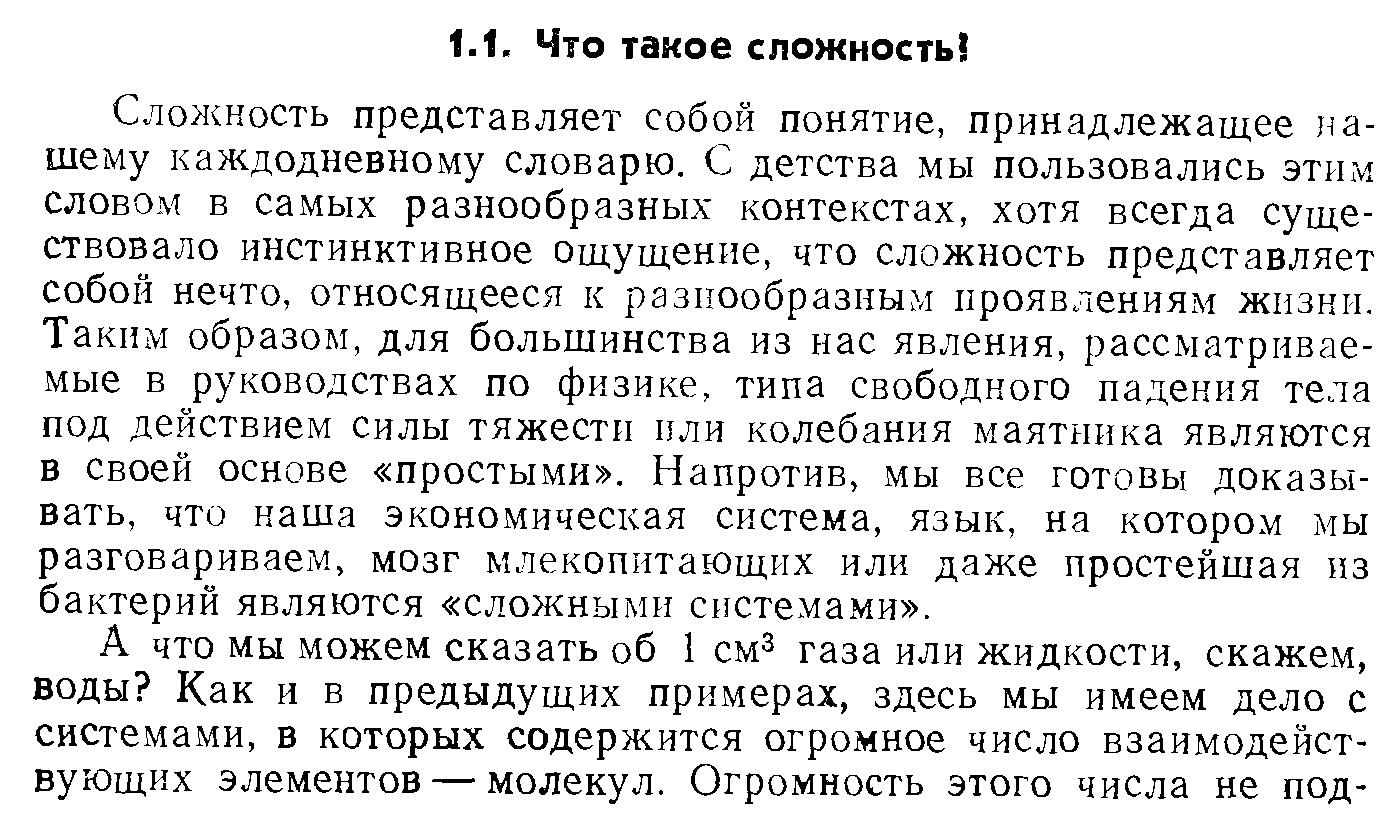 1.1. Что такое сложность?
Сложность представляет собой понятие, принадлежащее на-
шему каждодневному словарю. С детства мы пользовались этим
словом в самых разнообразных контекстах, хотя всегда суще-
ствовало инстинктивное ощущение, что сложность представляет
собой нечто, относящееся к разнообразным проявлениям жизни.
Таким образом, для большинства из нас явления, рассматривае-
мые в руководствах по физике, типа свободного падения тела
под действием силы тяжести или колебания маятника являются
в своей основе «простыми». Напротив, мы все готовы доказы-
вать, что наша экономическая система, язык, на котором мы
разговариваем, мозг млекопитающих или даже простейшая из
бактерий являются «сложными системами».
А что мы можем сказать об 1 см³ газа или жидкости, скажем,
воды? Как и в предыдущих примерах, здесь мы имеем дело с
системами, в которых содержится огромное число взаимодейст-
вующих элементов — молекул. Огромность этого числа не под-